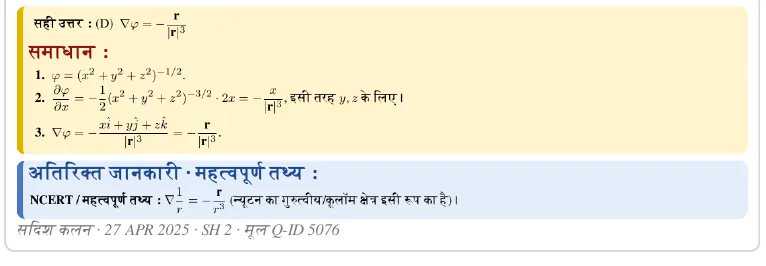 सही उत्तर : (D) ∇φ = −r/|r|³
समाधान :
1. φ = (x² + y² + z²)^(−1/2).
2. ∂φ/∂x = −1/2(x² + y² + z²)^(−3/2) · 2x = −x/|r|³, इसी तरह y, z के लिए।
3. ∇φ = −(xî + yĵ + zk̂)/|r|³ = −r/|r|³.
अतिरिक्त जानकारी · महत्वपूर्ण तथ्य :
NCERT / महत्वपूर्ण तथ्य : ∇1/r = −r/r³ (न्यूटन का गुरुत्वीय/कूलॉम क्षेत्र इसी रूप का है)।
सदिश कलन · 27 APR 2025 · SH 2 · मूल Q-ID 5076